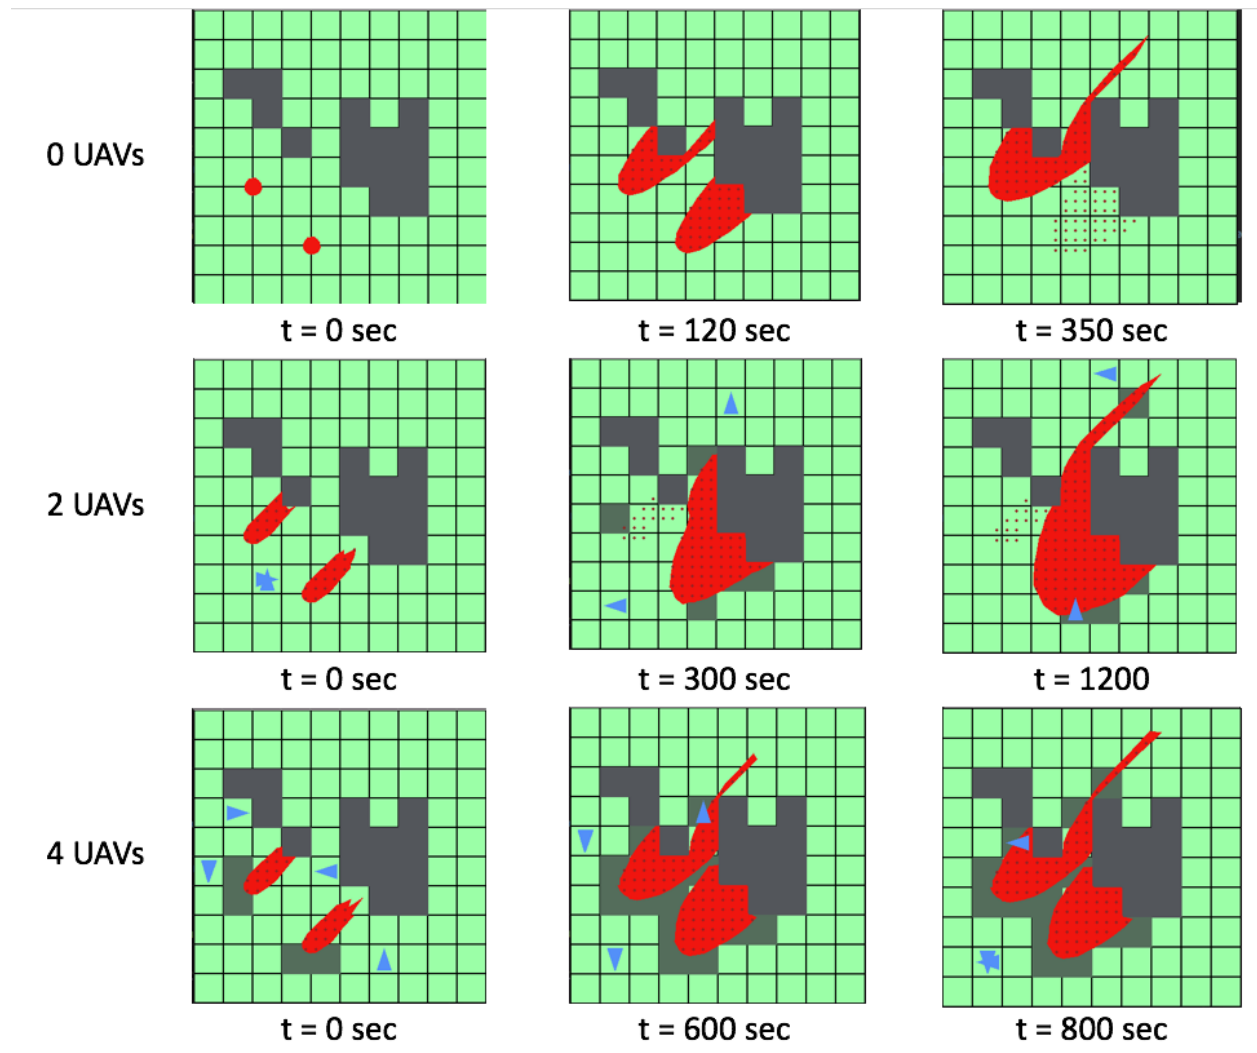 0 UAVs
t = 0 sec
t = 120 sec
t = 350 sec
2 UAVs
t = 0 sec
t = 300 sec
t = 1200
4 UAVs
t = 0 sec
t = 600 sec
t = 800 sec